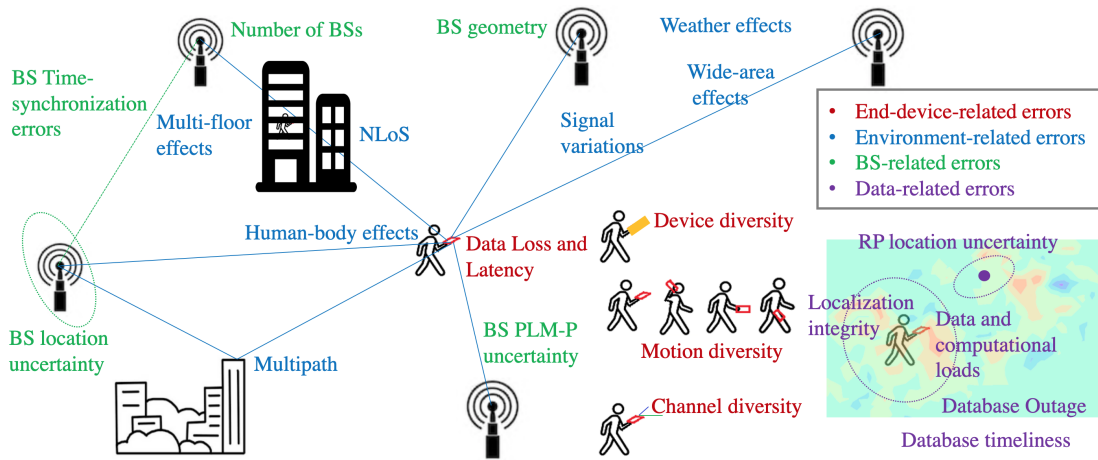 Number of BSs
BS geometry
Weather effects
BS Time-
synchronization
errors
Wide-area
effects
Multi-floor
effects
NLoS
Signal
variations
• End-device-related errors
• Environment-related errors
• BS-related errors
• Data-related errors
Human-body effects
Data Loss and
Latency
Device diversity
RP location uncertainty
Localization
integrity
Data and
computational
loads
BS location
uncertainty
Multipath
BS PLM-P
uncertainty
Motion diversity
Channel diversity
Database Outage
Database timeliness